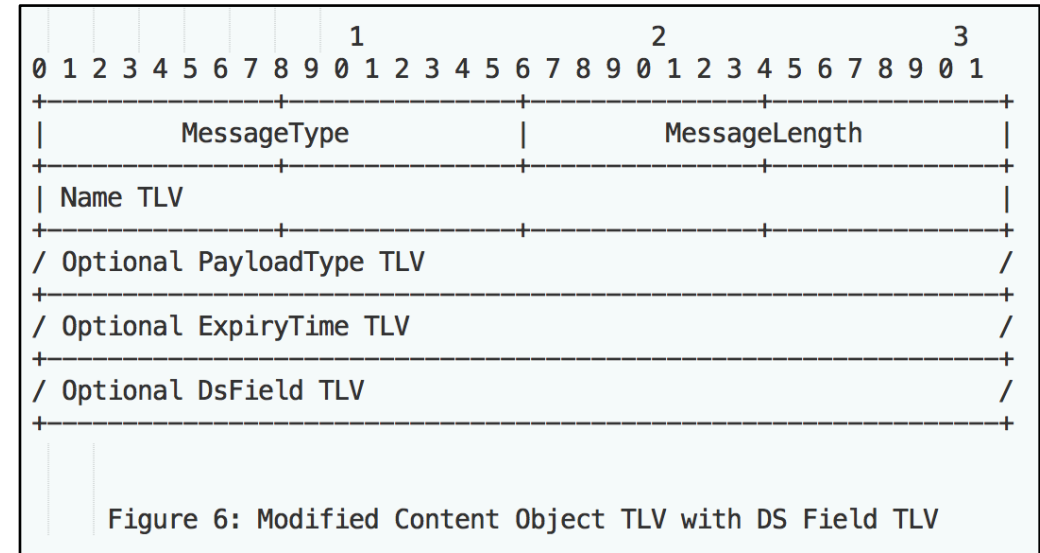 1                   2                   3
0 1 2 3 4 5 6 7 8 9 0 1 2 3 4 5 6 7 8 9 0 1 2 3 4 5 6 7 8 9 0 1
+---------------+---------------+---------------+---------------+
|         MessageType           |         MessageLength         |
+---------------+---------------+---------------+---------------+
| Name TLV                                                      |
+---------------+---------------+---------------+---------------+
/ Optional PayloadType TLV                                      /
+---------------------------------------------------------------+
/ Optional ExpiryTime TLV                                       /
+---------------------------------------------------------------+
/ Optional DsField TLV                                          /
+---------------------------------------------------------------+
Figure 6: Modified Content Object TLV with DS Field TLV